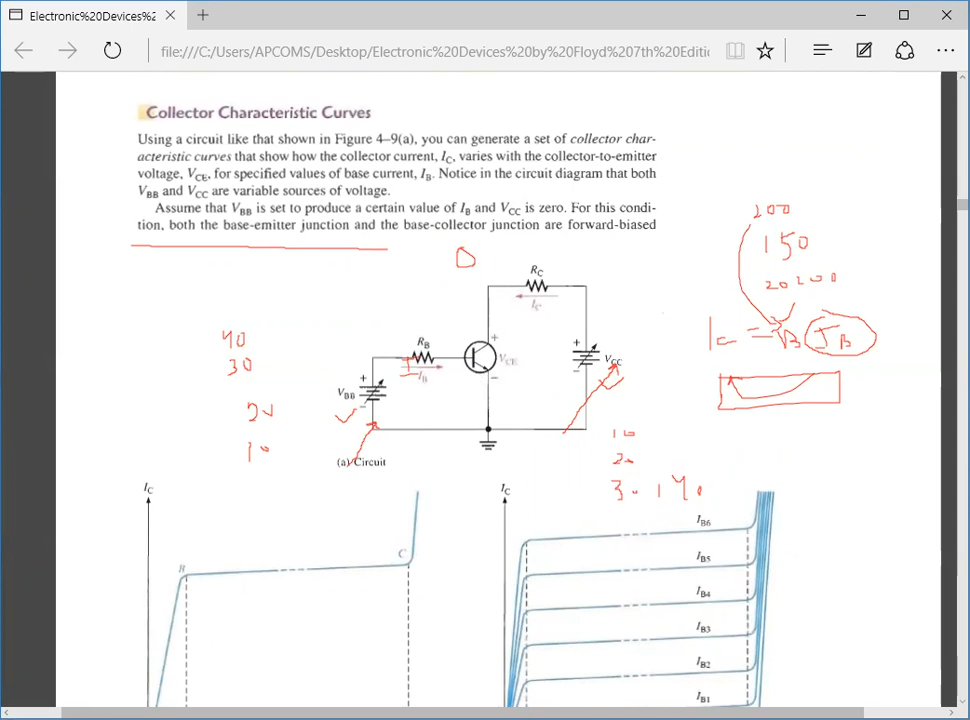 Electronic%20Devices%2
file:///C:/Users/APCOMS/Desktop/Electronic%20Devices%20by%20Floyd%207th%20Editi
Collector Characteristic Curves
Using a circuit like that shown in Figure 4–9(a), you can generate a set of collector char-
acteristic curves that show how the collector current, IC, varies with the collector-to-emitter
voltage, VCE, for specified values of base current, IB. Notice in the circuit diagram that both
VBB and VCC are variable sources of voltage.
Assume that VBB is set to produce a certain value of IB and VCC is zero. For this condi-
tion, both the base-emitter junction and the base-collector junction are forward-biased
200
150
20200
RC
IC
40
30
RB
IB
+
–
VCE
+
–
VCC
+
–
VBB
20
10
10
20
(a) Circuit
IC
B
C
IC
IB6
IB5
IB4
IB3
IB2
IB1